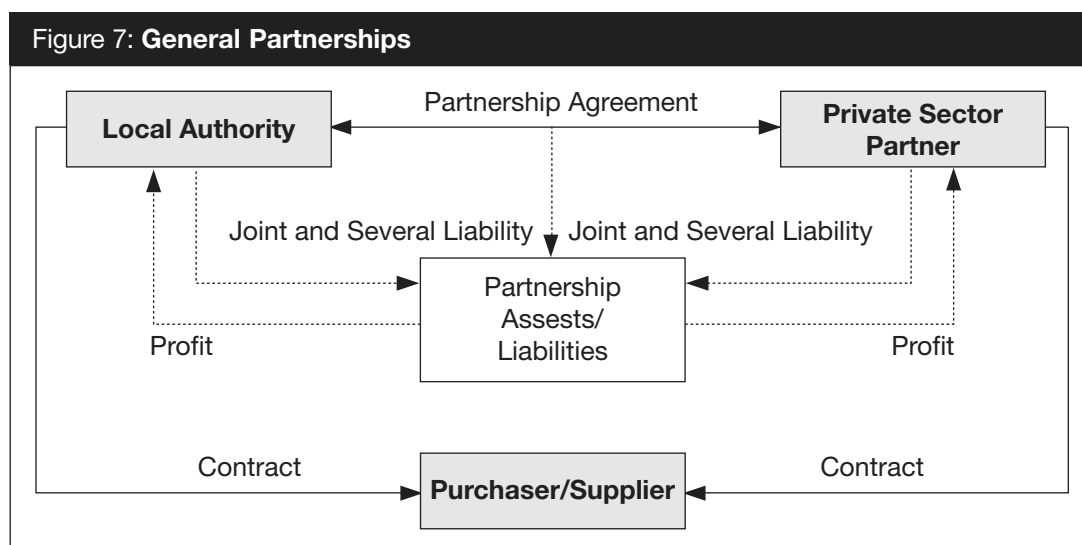 Figure 7: General Partnerships
Partnership Agreement
Local Authority
Private Sector
Partner
Joint and Several Liability
Joint and Several Liability
Partnership
Assests/
Liabilities
Profit
Profit
Contract
Contract
Purchaser/Supplier